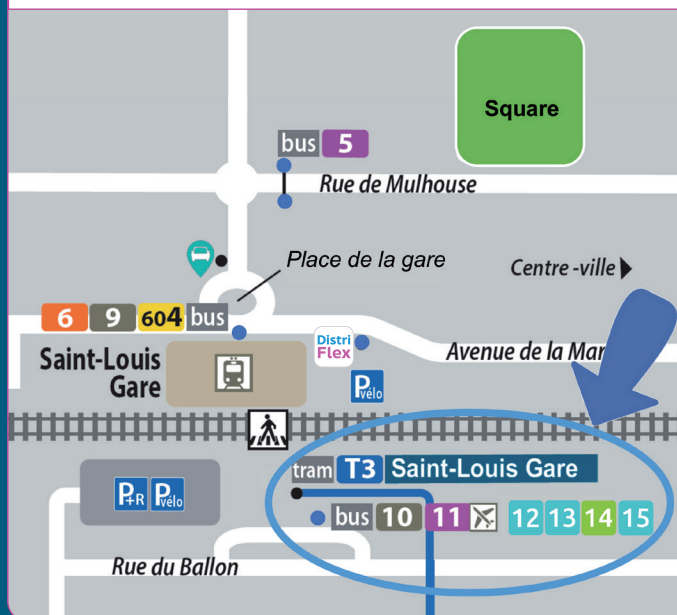 Square
bus 5
Rue de Mulhouse
Place de la gare
Centre -ville
6 9 604 bus
Distri
Flex
Avenue de la Mar
Saint-Louis
Gare
Pvélo
tram T3 Saint-Louis Gare
P+R Pvélo
bus 10 11 12 13 14 15
Rue du Ballon